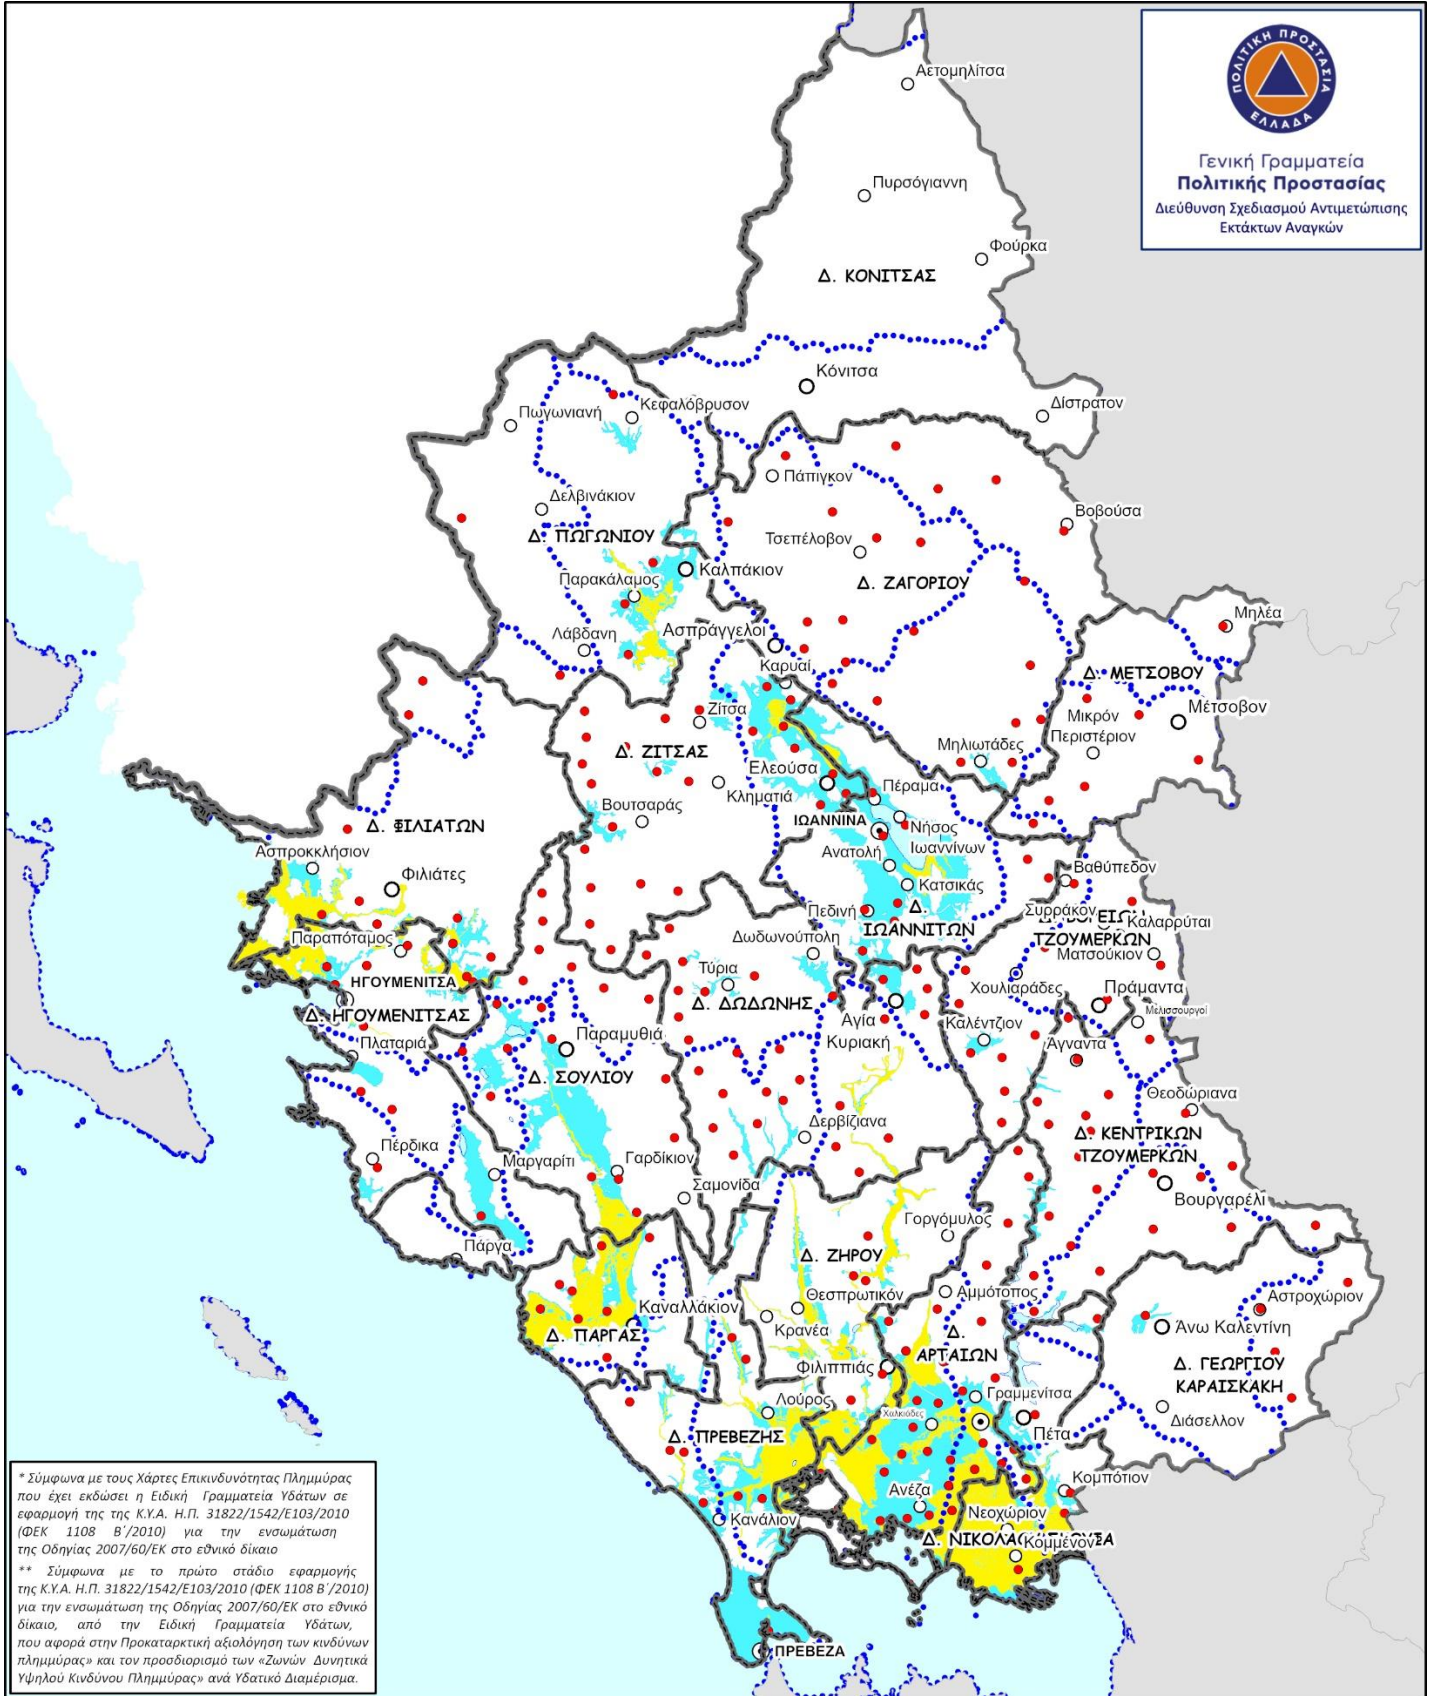 ΠΟΛΙΤΙΚΗ ΠΡΟΣΤΑΣΙΑ
ΕΛΛΑΔΑ
Γενική Γραμματεία
Πολιτικής Προστασίας
Διεύθυνση Σχεδιασμού Αντιμετώπισης
Εκτάκτων Αναγκών
Αετομηλίτσα
Πυρσόγιαννη
Φούρκα
Δ. ΚΟΝΙΤΣΑΣ
Κόνιτσα
Δίστρατον
Πωγωνιανή
Κεφαλόβρυσον
Πάπιγκον
Δελβινάκιον
Βοβούσα
Δ. ΠΩΓΩΝΙΟΥ
Τσεπέλοβον
Καλπάκιον
Παρακάλαμος
Δ. ΖΑΓΟΡΙΟΥ
Μηλέα
Ασπράγγελοι
Λάβδανη
Καρυαί
Δ. ΜΕΤΣΟΒΟΥ
Ζίτσα
Μικρόν
Περιστέριον
Μέτσοβον
Δ. ΖΙΤΣΑΣ
Μηλιωτάδες
Ελεούσα
Κληματιά
Πέραμα
Βουτσαράς
ΙΩΑΝΝΙΝΑ
Νήσος
Ιωαννίνων
Δ. ΦΙΛΙΑΤΩΝ
Ασπροκκλήσιον
Ανατολή
Βαθύπεδον
Φιλιάτες
Κατσικάς
Πεδινή
Δ.
ΙΩΑΝΝΙΤΩΝ
Συρράκον
Καλαρρύται
ΤΖΟΥΜΕΡΚΩΝ
Ματσούκιον
Παραπόταμος
Δωδωνούπολη
Τύρια
ΗΓΟΥΜΕΝΙΤΣΑ
Δ. ΔΩΔΩΝΗΣ
Χουλιαράδες
Πράμαντα
Μελισσουργοί
Δ. ΗΓΟΥΜΕΝΙΤΣΑΣ
Αγία
Κυριακή
Καλέντζιον
Παραμυθιά
Πλαταριά
Άγναντα
Δ. ΣΟΥΛΙΟΥ
Θεοδώριανα
Δερβίζιανα
Δ. ΚΕΝΤΡΙΚΩΝ
ΤΖΟΥΜΕΡΚΩΝ
Πέρδικα
Μαργαρίτι
Γαρδίκιον
Σαμονίδα
Βουργαρέλι
Γοργόμυλος
Πάργα
Δ. ΖΗΡΟΥ
Αμμότοπος
Θεσπρωτικόν
Καναλλάκιον
Κρανέα
Αστροχώριον
Άνω Καλεντίνη
Δ. ΠΑΡΓΑΣ
Δ.
ΑΡΤΑΙΩΝ
Φιλιππιάς
Δ. ΓΕΩΡΓΙΟΥ
ΚΑΡΑΙΣΚΑΚΗ
Γραμμενίτσα
Λούρος
Χαλκιάδες
Πέτα
Διάσελλον
Δ. ΠΡΕΒΕΖΗΣ
Κομπότιον
Ανέζα
Νεοχώριον
Κανάλιον
Κομμένον
ΠΡΕΒΕΖΑ
* Σύμφωνα με τους Χάρτες Επικινδυνότητας Πλημμύρας
που έχει εκδώσει η Ειδική Γραμματεία Υδάτων σε
εφαρμογή της της Κ.Υ.Α. Η.Π. 31822/1542/Ε103/2010
(ΦΕΚ 1108 Β΄/2010) για την ενσωμάτωση
της Οδηγίας 2007/60/ΕΚ στο εθνικό δίκαιο
** Σύμφωνα με το πρώτο στάδιο εφαρμογής
της Κ.Υ.Α. Η.Π. 31822/1542/Ε103/2010 (ΦΕΚ 1108 Β΄/2010)
για την ενσωμάτωση της Οδηγίας 2007/60/ΕΚ στο εθνικό
δίκαιο, από την Ειδική Γραμματεία Υδάτων,
που αφορά στην Προκαταρκτική αξιολόγηση των κινδύνων
πλημμύρας» και τον προσδιορισμό των «Ζωνών Δυνητικά
Υψηλού Κινδύνου Πλημμύρας» ανά Υδατικό Διαμέρισμα.